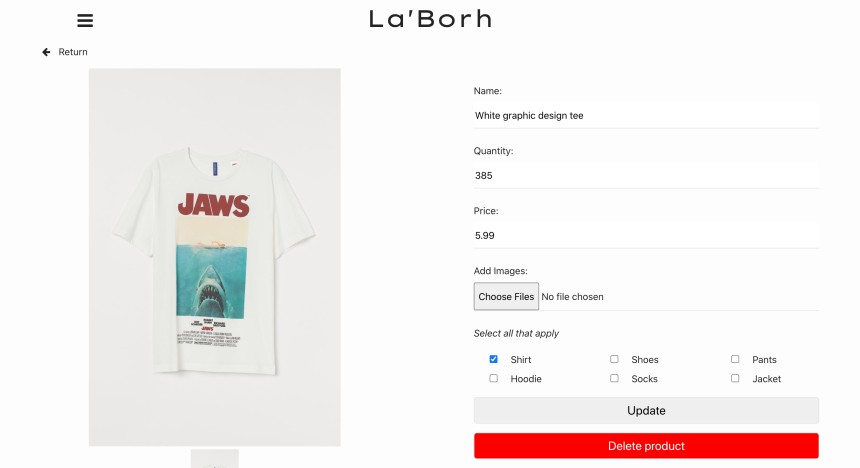 La'Borh
Return
JAWS
JAWS
Name:
White graphic design tee
Quantity:
385
Price:
5.99
Add Images:
Choose Files No file chosen
Select all that apply
Shirt Shoes Pants
Hoodie Socks Jacket
Update
Delete product